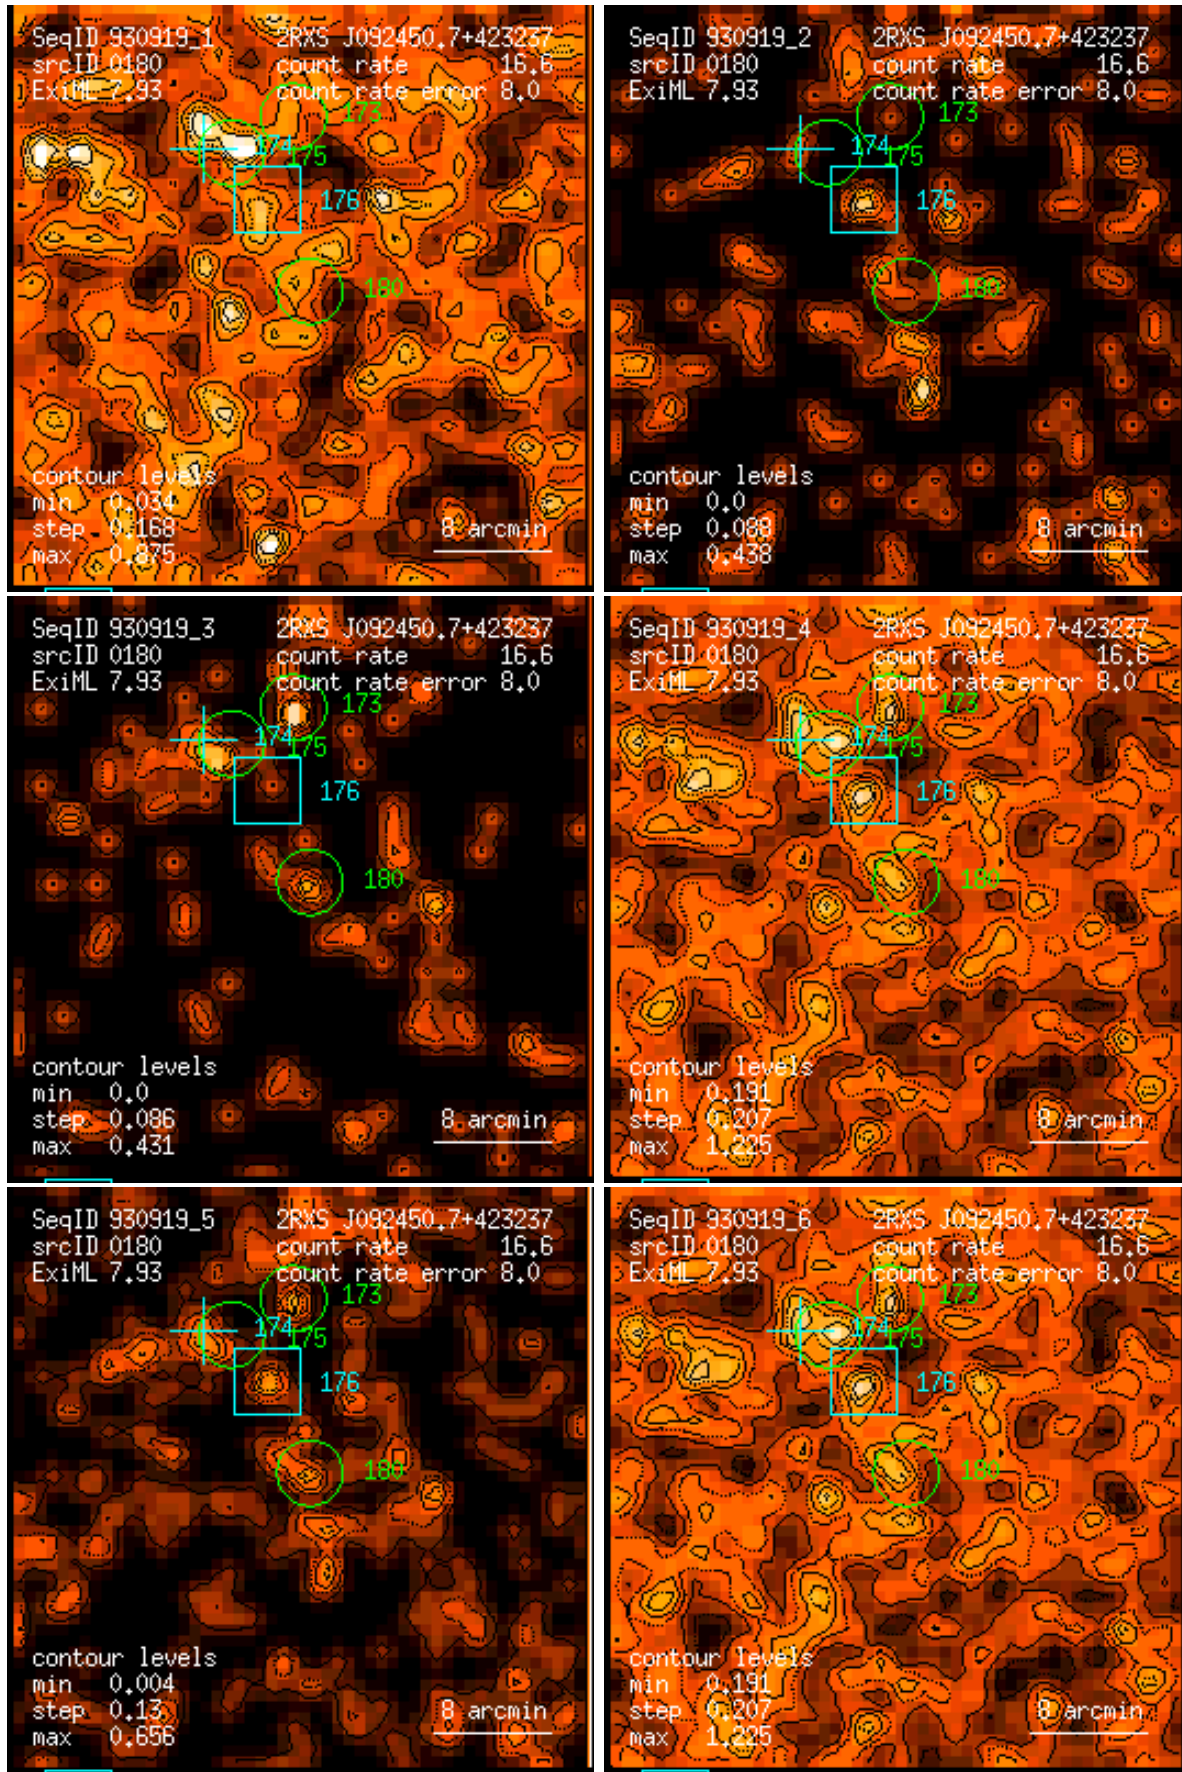 SeqID 930919_1 2RXS J092450.7+423237
srcID 0180 count rate 16.6
ExiML 7.93 count rate error 8.0
173
174
175
176
180
contour levels
min 0.034
step 0.168
max 0.875
8 arcmin
SeqID 930919_2 2RXS J092450.7+423237
srcID 0180 count rate 16.6
ExiML 7.93 count rate error 8.0
173
174
175
176
180
contour levels
min 0.0
step 0.088
max 0.438
8 arcmin
SeqID 930919_3 2RXS J092450.7+423237
srcID 0180 count rate 16.6
ExiML 7.93 count rate error 8.0
173
174
175
176
180
contour levels
min 0.0
step 0.086
max 0.431
8 arcmin
SeqID 930919_4 2RXS J092450.7+423237
srcID 0180 count rate 16.6
ExiML 7.93 count rate error 8.0
173
174
175
176
180
contour levels
min 0.191
step 0.207
max 1.225
8 arcmin
SeqID 930919_5 2RXS J092450.7+423237
srcID 0180 count rate 16.6
ExiML 7.93 count rate error 8.0
173
174
175
176
180
contour levels
min 0.004
step 0.13
max 0.656
8 arcmin
SeqID 930919_6 2RXS J092450.7+423237
srcID 0180 count rate 16.6
ExiML 7.93 count rate error 8.0
173
174
175
176
180
contour levels
min 0.191
step 0.207
max 1.225
8 arcmin